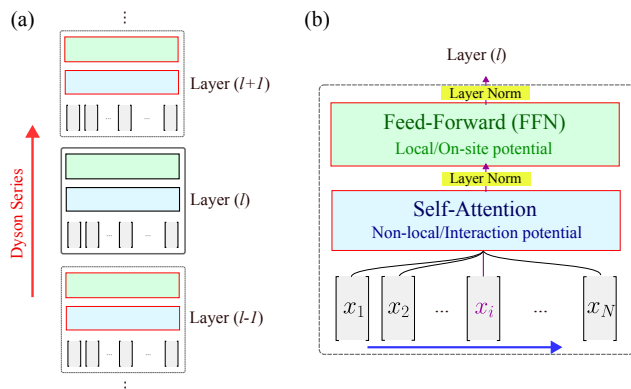 (a)
⋮
Layer (l+1)
... ...
Dyson Series
Layer (l)
... ...
Layer (l-1)
... ...
⋮
(b)
Layer (l)
Layer Norm
Feed-Forward (FFN)
Local/On-site potential
Layer Norm
Self-Attention
Non-local/Interaction potential
[x₁] [x₂] ... [xᵢ] ... [x_N]